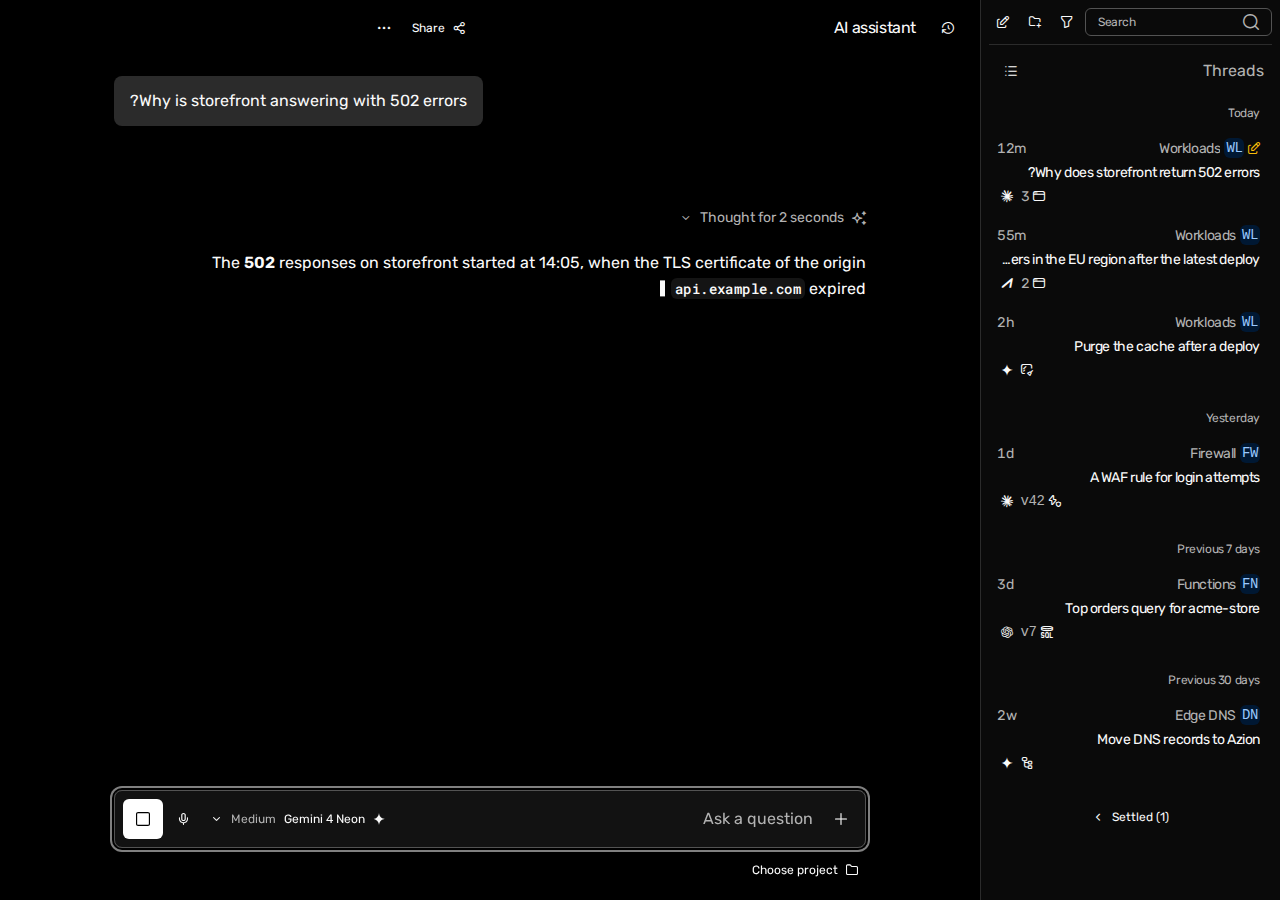 AI assistant
Share
?Why is storefront answering with 502 errors
Thought for 2 seconds
The 502 responses on storefront started at 14:05, when the TLS certificate of the origin
api.example.com expired
Ask a question
Gemini 4 Neon Medium
Choose project
Search
Threads
Today
WL Workloads 12m
?Why does storefront return 502 errors
3
WL Workloads 55m
…ers in the EU region after the latest deploy
2
WL Workloads 2h
Purge the cache after a deploy
Yesterday
FW Firewall 1d
A WAF rule for login attempts
v42
Previous 7 days
FN Functions 3d
Top orders query for acme-store
SQL v7
Previous 30 days
DN Edge DNS 2w
Move DNS records to Azion
Settled (1)